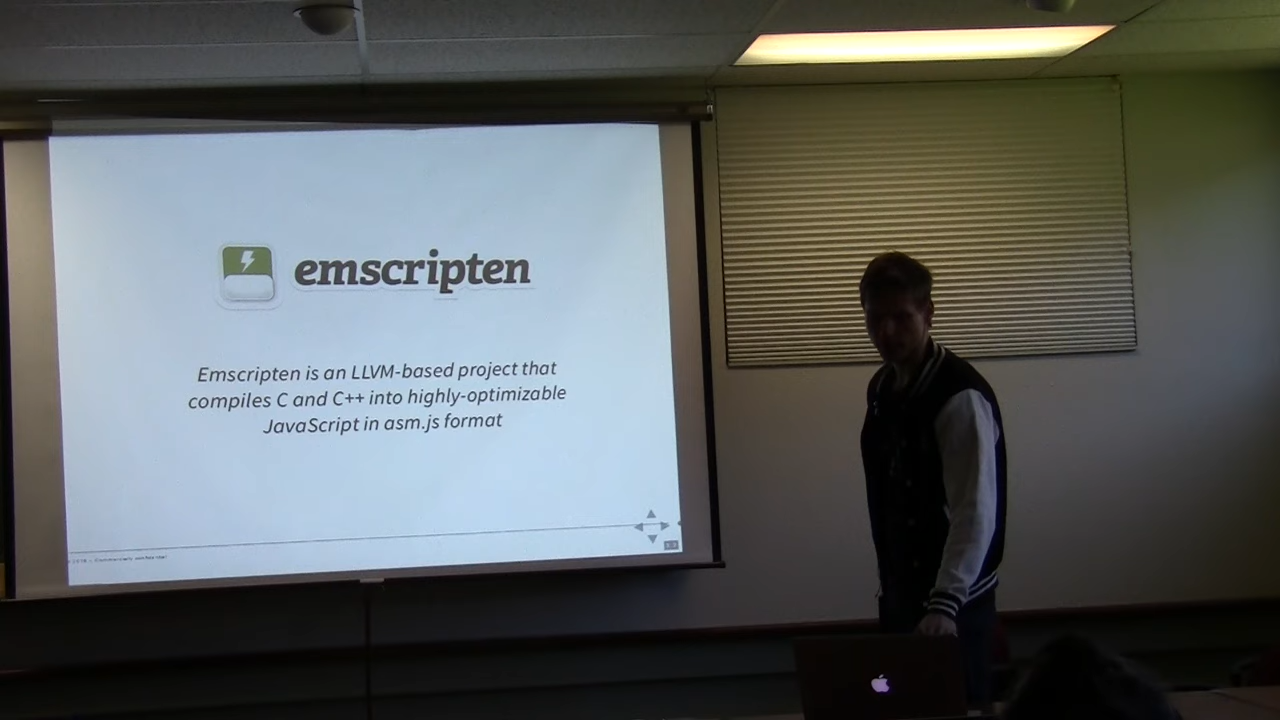 emscripten
Emscripten is an LLVM-based project that
compiles C and C++ into highly-optimizable
JavaScript in asm.js format